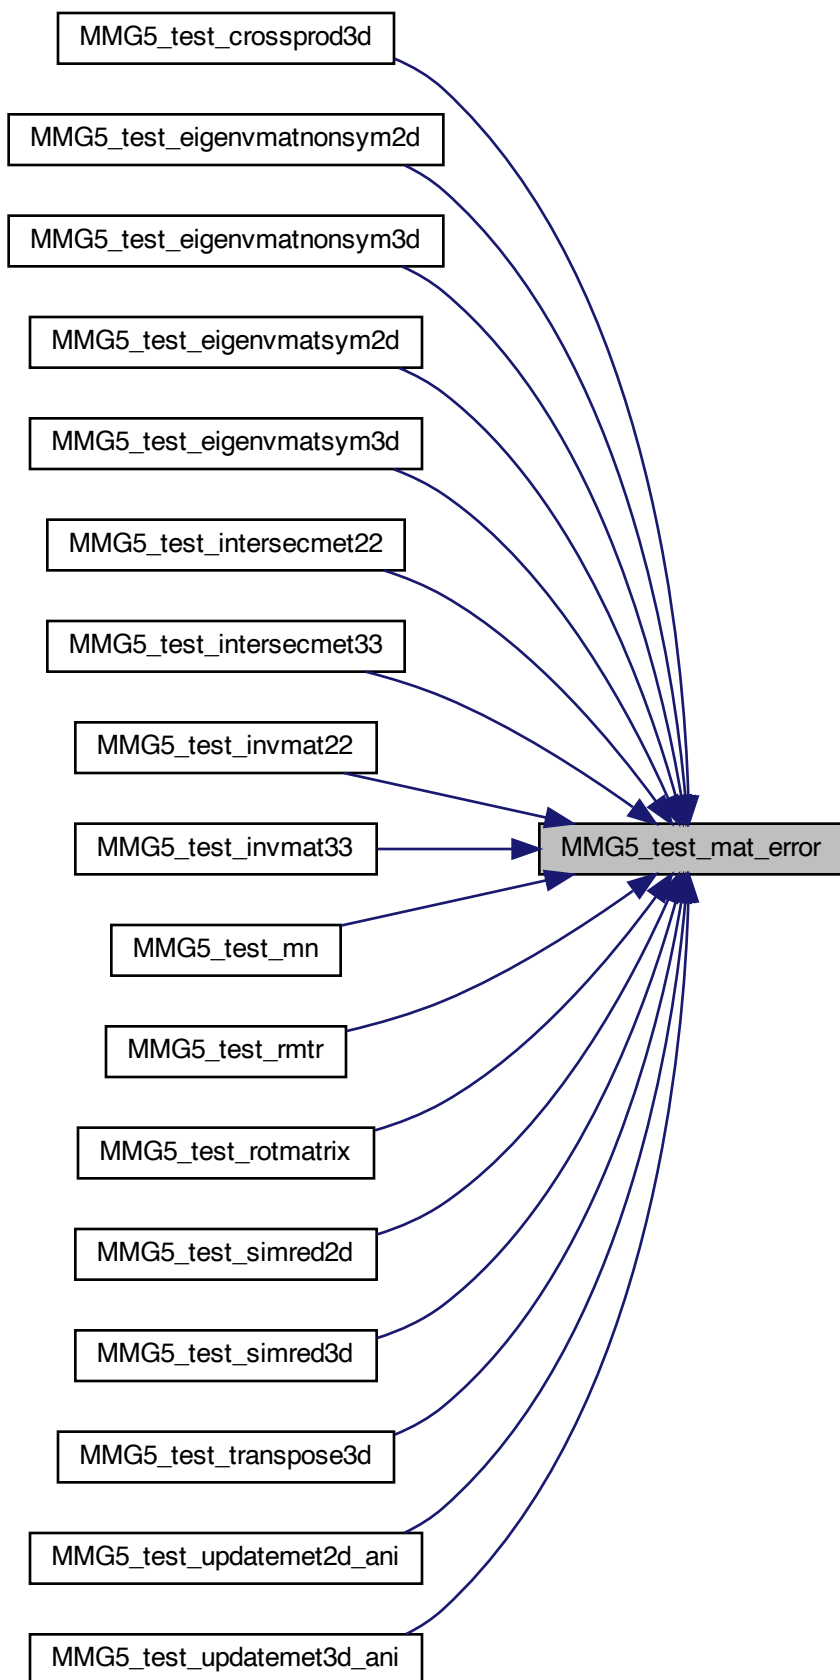 MMG5_test_crossprod3d
MMG5_test_eigenvmatnonsym2d
MMG5_test_eigenvmatnonsym3d
MMG5_test_eigenvmatsym2d
MMG5_test_eigenvmatsym3d
MMG5_test_intersecmet22
MMG5_test_intersecmet33
MMG5_test_invmat22
MMG5_test_invmat33
MMG5_test_mat_error
MMG5_test_mn
MMG5_test_rmtr
MMG5_test_rotmatrix
MMG5_test_simred2d
MMG5_test_simred3d
MMG5_test_transpose3d
MMG5_test_updatemet2d_ani
MMG5_test_updatemet3d_ani